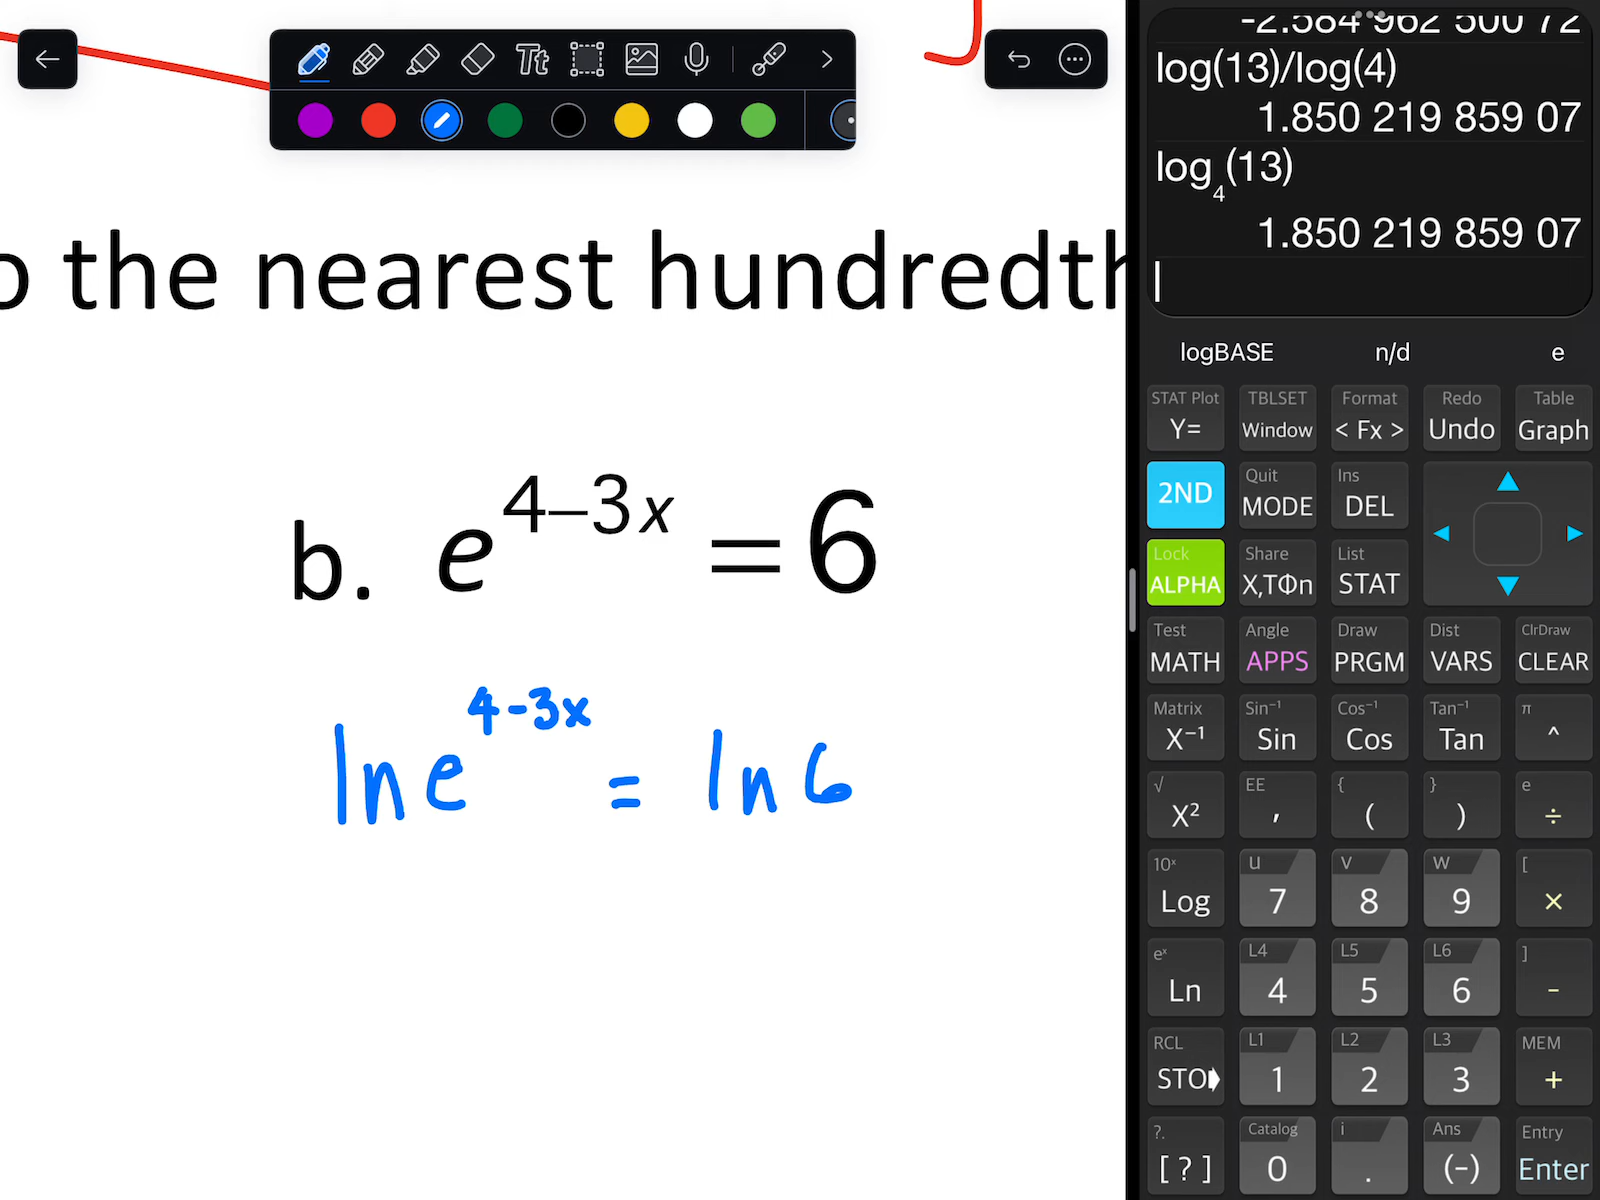 Tt
-2.584 962 500 72
log(13)/log(4)
1.850 219 859 07
log₄(13)
1.850 219 859 07
o the nearest hundredth
b. e^{4–3x} = 6
ln e^{4-3x} = ln 6
logBASE n/d e
STAT Plot TBLSET Format Redo Table
Y= Window < Fx > Undo Graph
Quit Ins
2ND MODE DEL
Lock Share List
ALPHA X,TΦn STAT
Test Angle Draw Dist ClrDraw
MATH APPS PRGM VARS CLEAR
Matrix Sin⁻¹ Cos⁻¹ Tan⁻¹ π
X⁻¹ Sin Cos Tan ^
√ EE { } e
X² , ( ) ÷
10ˣ u V W [
Log 7 8 9 ×
eˣ L4 L5 L6 ]
Ln 4 5 6 -
RCL L1 L2 L3 MEM
STO 1 2 3 +
?. Catalog i Ans Entry
[ ? ] 0 . (-) Enter